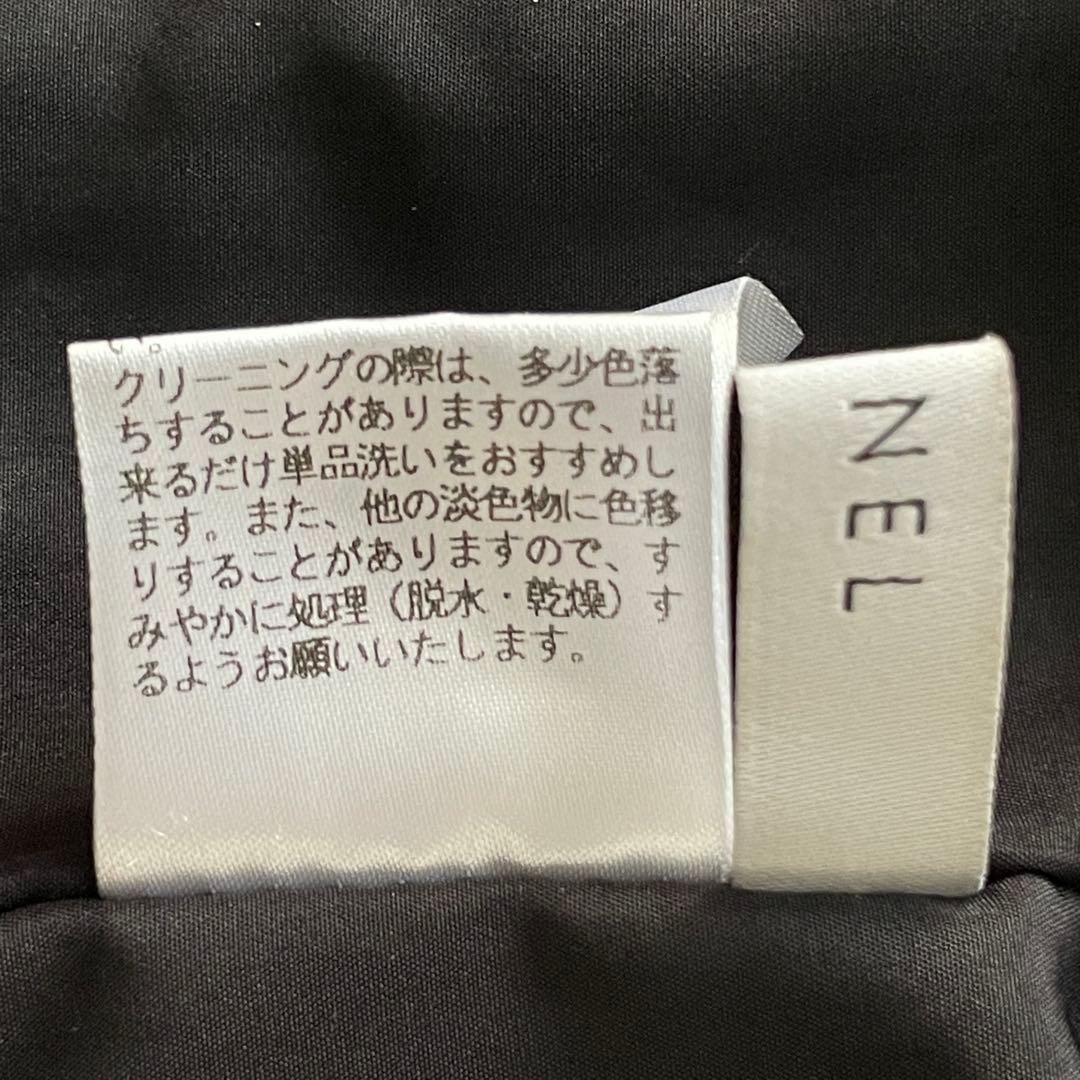 い。
クリーニングの際は、多少色落
ちすることがありますので、出
来るだけ単品洗いをおすすめし
ます。また、他の淡色物に色移
りすることがありますので、す
みやかに処理（脱水・乾燥）す
るようお願いいたします。
NEL